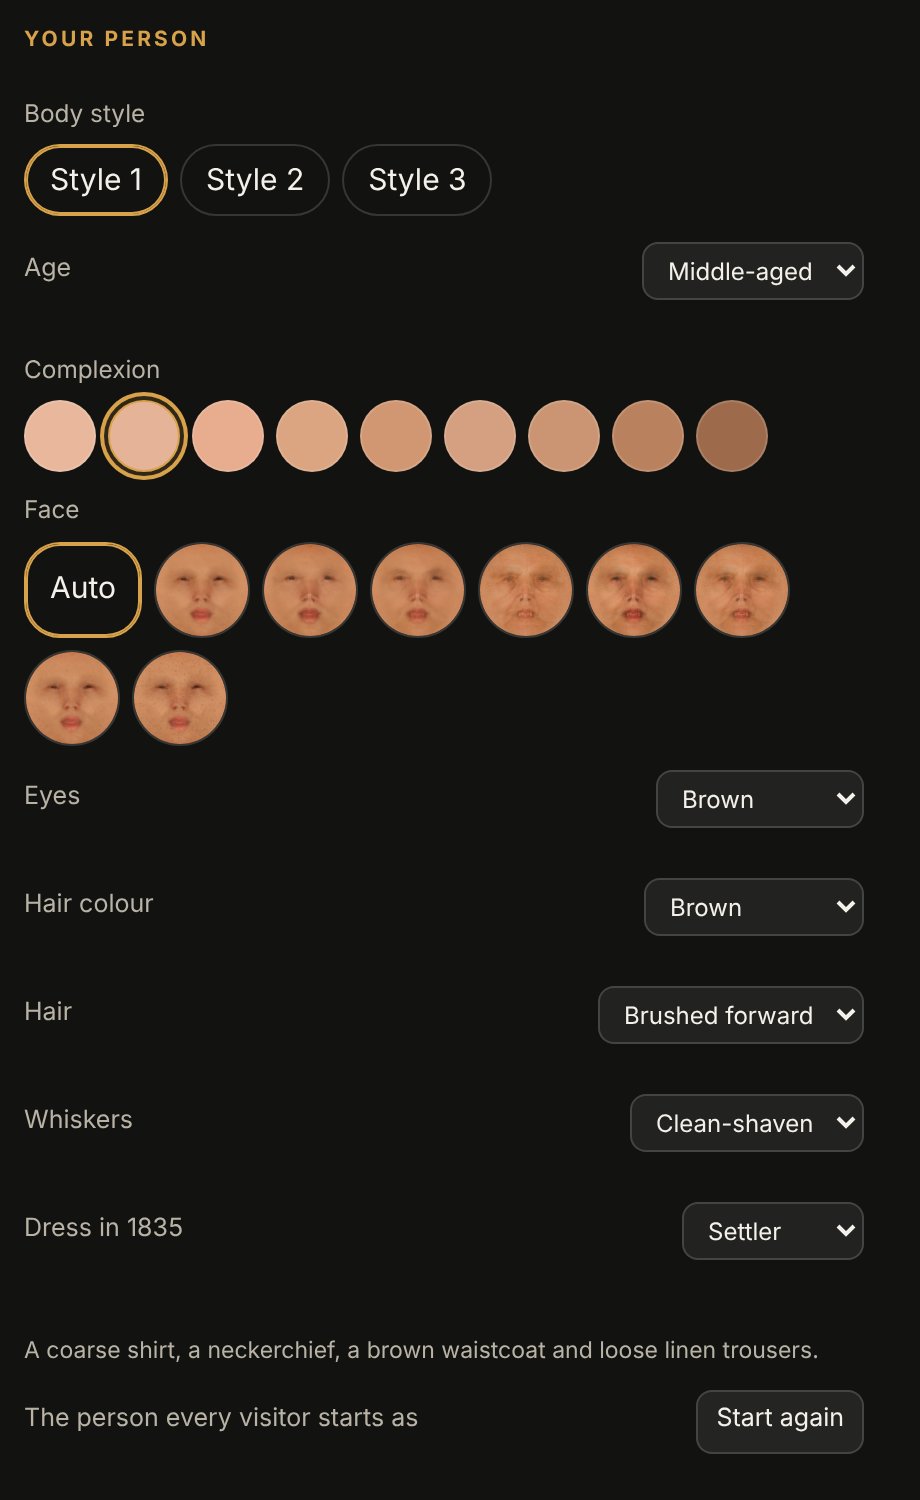 YOUR PERSON
Body style
Style 1 Style 2 Style 3
Age Middle-aged
Complexion
Face
Auto
Eyes Brown
Hair colour Brown
Hair Brushed forward
Whiskers Clean-shaven
Dress in 1835 Settler
A coarse shirt, a neckerchief, a brown waistcoat and loose linen trousers.
The person every visitor starts as Start again